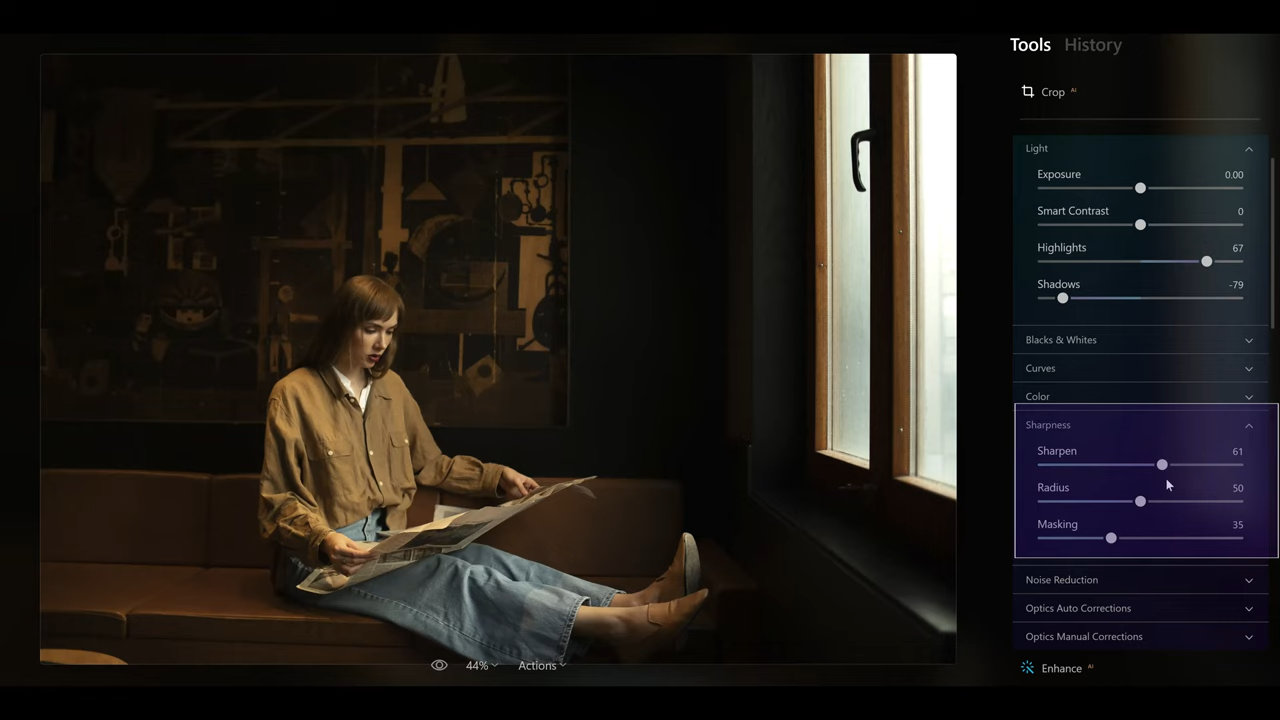 Tools History
Crop AI
Light
Exposure 0.00
Smart Contrast 0
Highlights 67
Shadows -79
Blacks & Whites
Curves
Color
Sharpness
Sharpen 61
Radius 50
Masking 35
Noise Reduction
Optics Auto Corrections
Optics Manual Corrections
44% Actions
Enhance AI